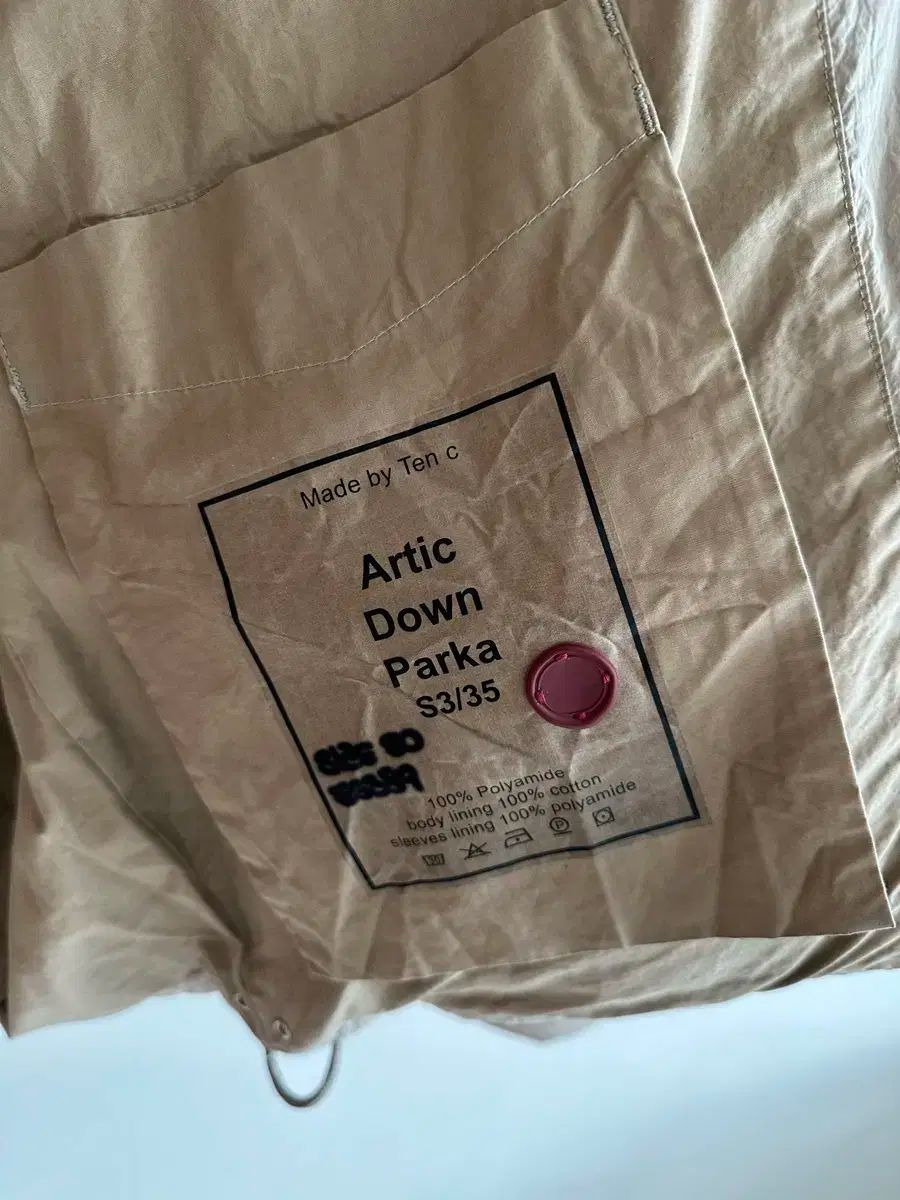 Made by Ten c
Artic
Down
Parka
S3/35
100% Polyamide
body lining 100% cotton
sleeves lining 100% polyamide